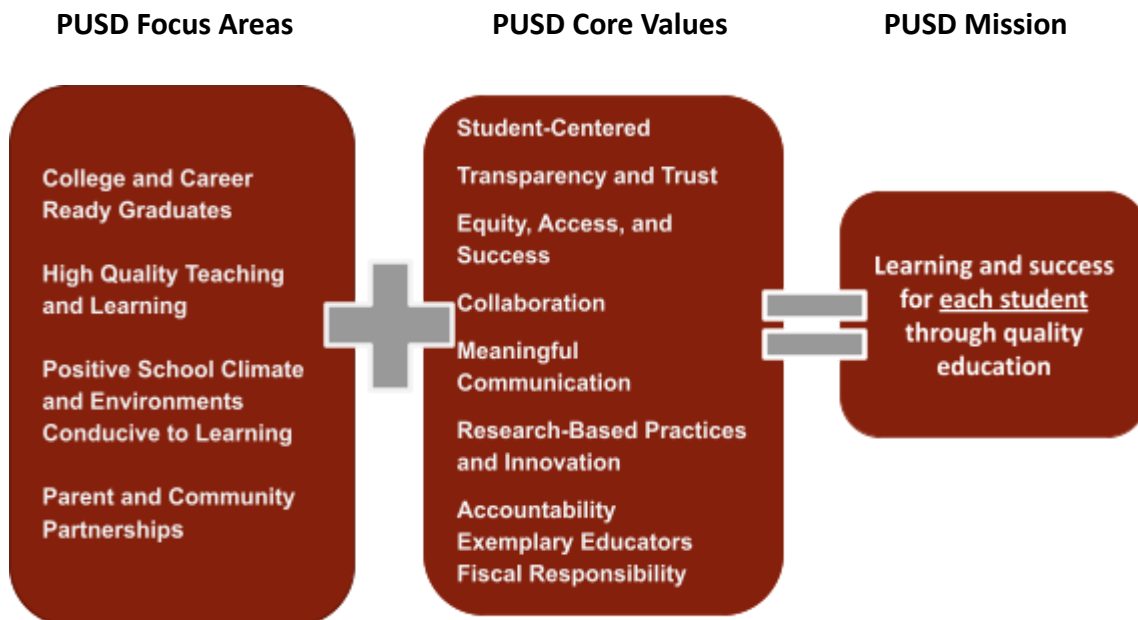 PUSD Focus Areas
PUSD Core Values
PUSD Mission
College and Career
Ready Graduates
High Quality Teaching
and Learning
Positive School Climate
and Environments
Conducive to Learning
Parent and Community
Partnerships
Student-Centered
Transparency and Trust
Equity, Access, and
Success
Collaboration
Meaningful
Communication
Research-Based Practices
and Innovation
Accountability
Exemplary Educators
Fiscal Responsibility
Learning and success
for each student
through quality
education